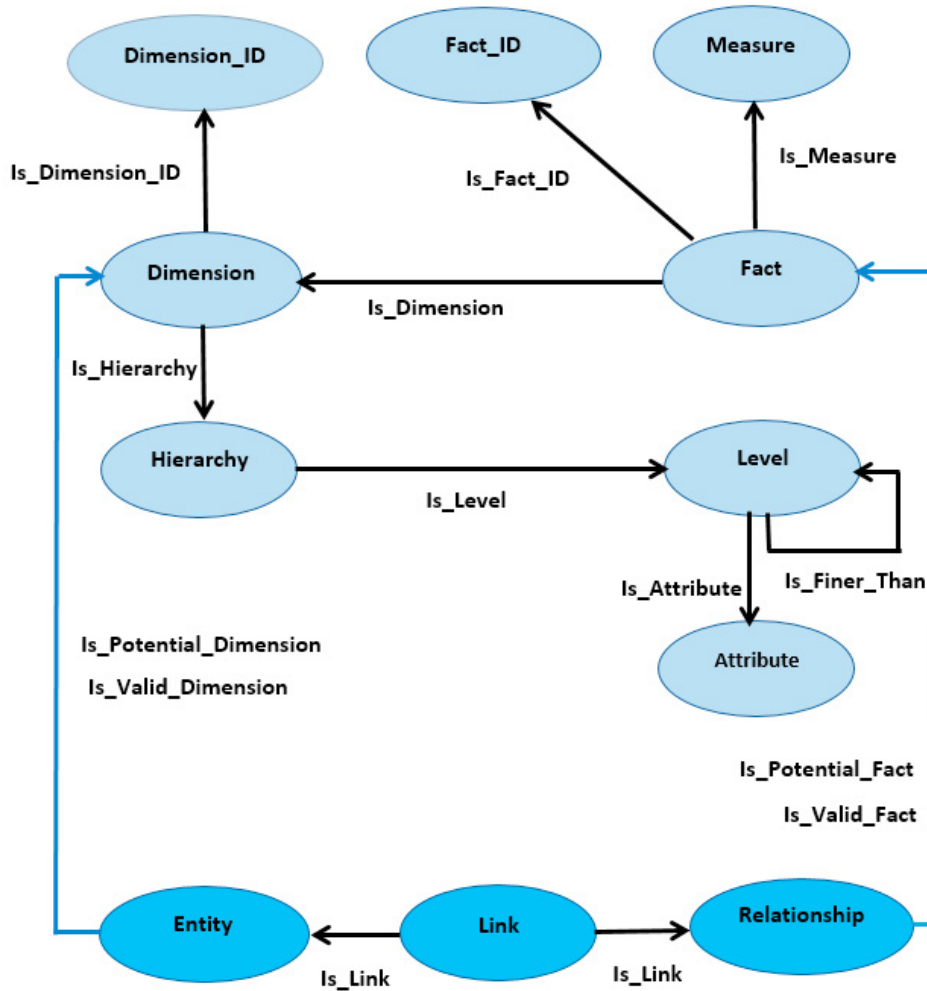 Dimension_ID
Fact_ID
Measure
Is_Dimension_ID
Is_Fact_ID
Is_Measure
Dimension
Fact
Is_Dimension
Is_Hierarchy
Hierarchy
Level
Is_Level
Is_Attribute
Is_Finer_Than
Is_Potential_Dimension
Is_Valid_Dimension
Attribute
Is_Potential_Fact
Is_Valid_Fact
Entity
Link
Relationship
Is_Link
Is_Link